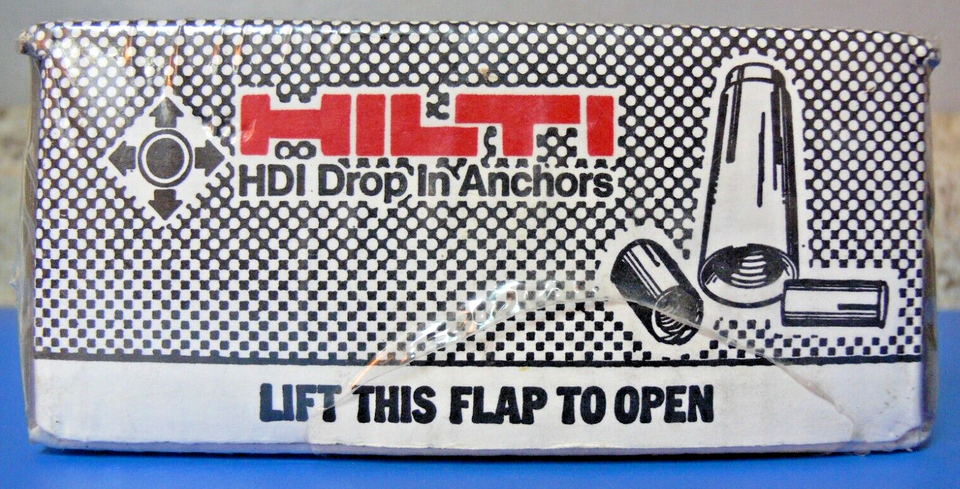 HILTI
HDI Drop In Anchors
LIFT THIS FLAP TO OPEN